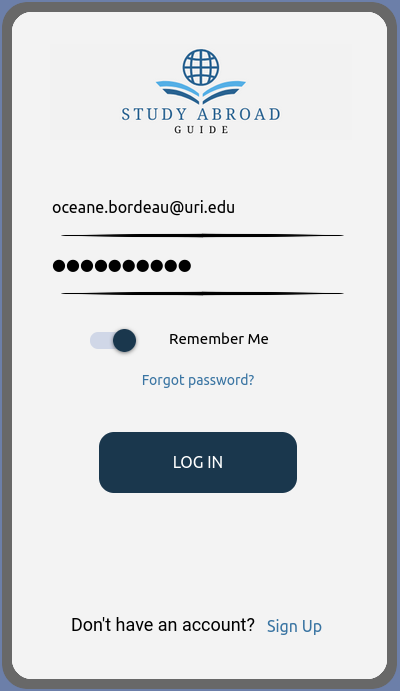 STUDY ABROAD
GUIDE
oceane.bordeau@uri.edu
●●●●●●●●●●
Remember Me
Forgot password?
LOG IN
Don't have an account? Sign Up